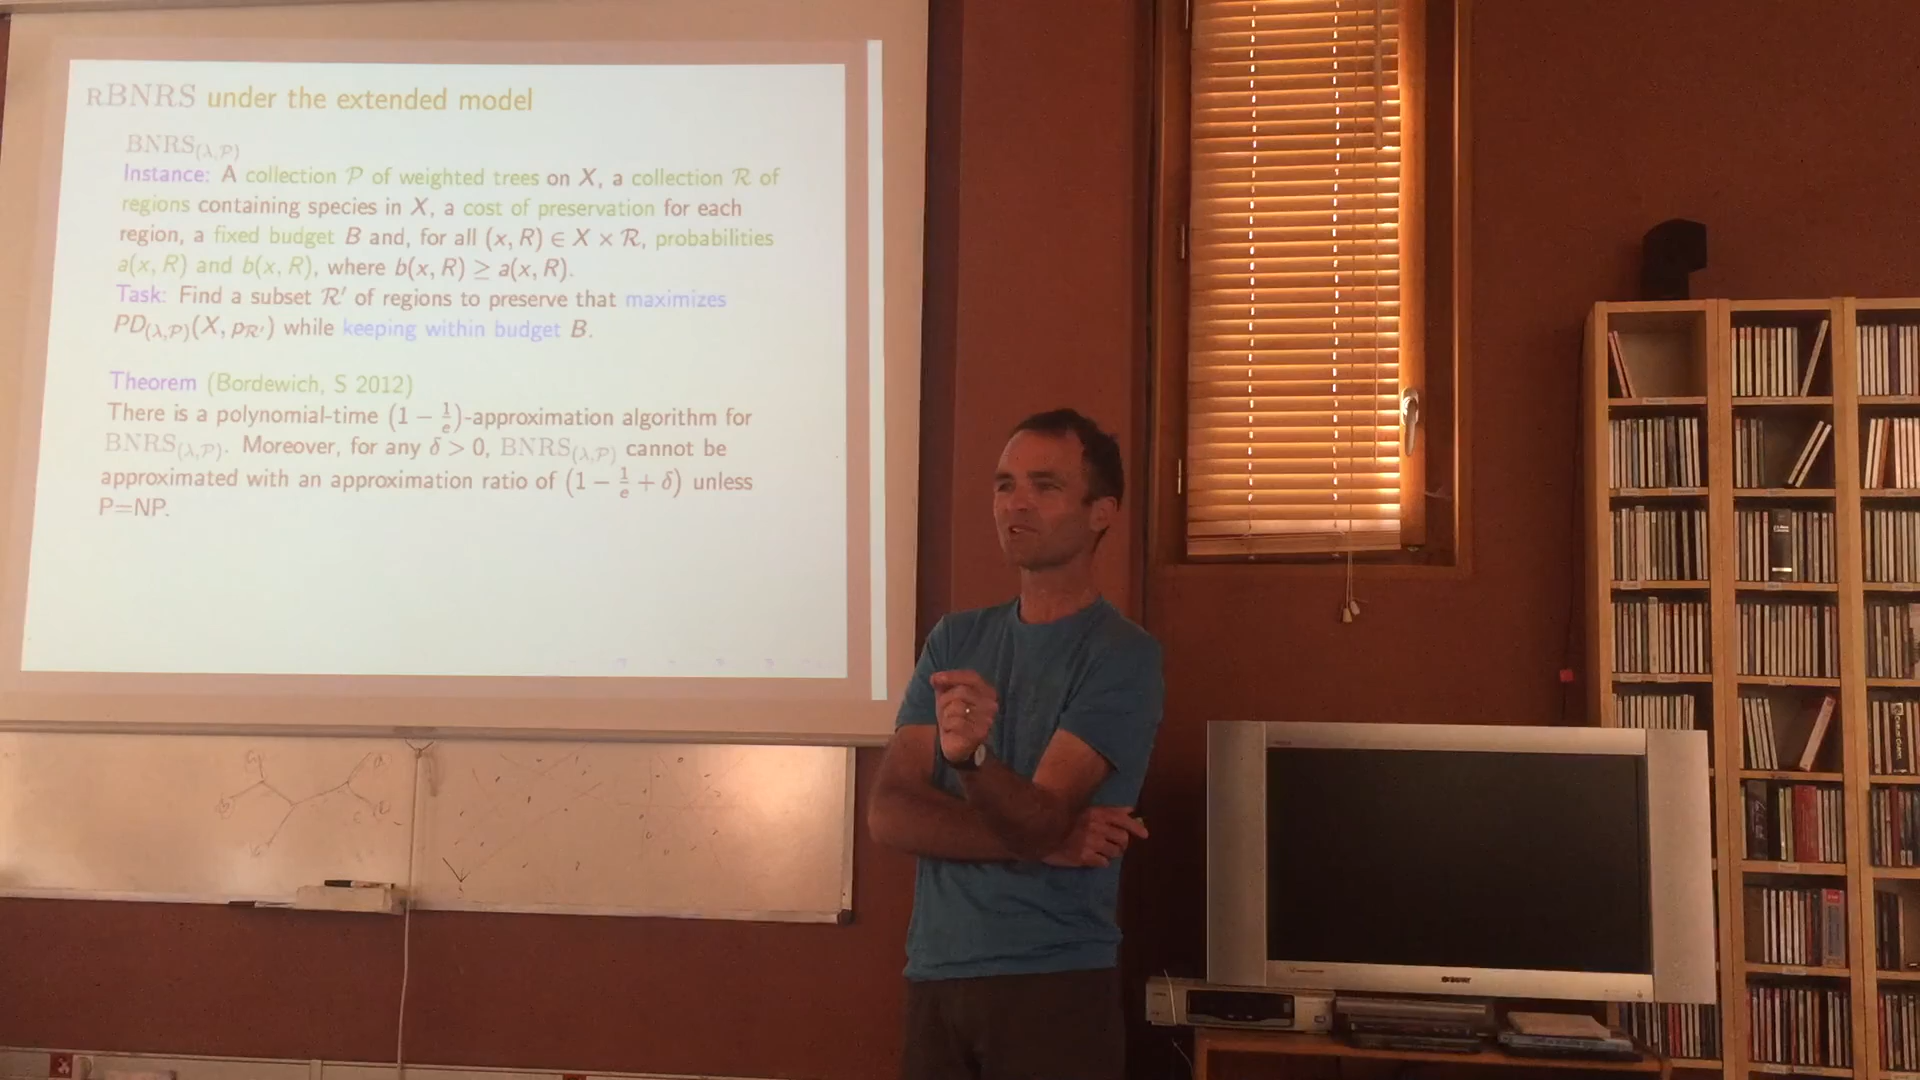 RBNRS under the extended model
BNRS(λ,P)
Instance: A collection P of weighted trees on X, a collection R of
regions containing species in X, a cost of preservation for each
region, a fixed budget B and, for all (x, R) ∈ X × R, probabilities
a(x, R) and b(x, R), where b(x, R) ≥ a(x, R).
Task: Find a subset R′ of regions to preserve that maximizes
PD(λ,P)(X, pR′) while keeping within budget B.
Theorem (Bordewich, S 2012)
There is a polynomial-time (1 − 1/e)-approximation algorithm for
BNRS(λ,P). Moreover, for any δ > 0, BNRS(λ,P) cannot be
approximated with an approximation ratio of (1 − 1/e + δ) unless
P=NP.